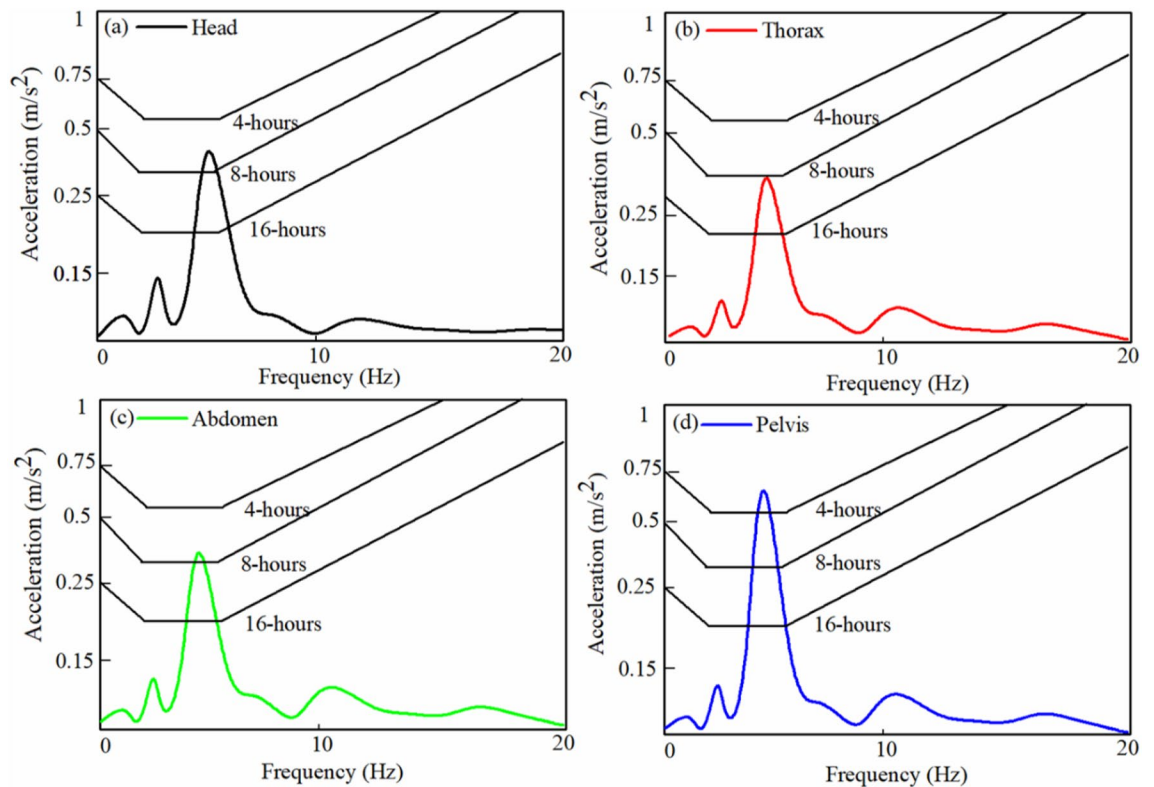 (a) Head
1
0.75
0.5
0.25
0.15
Acceleration (m/s²)
4-hours
8-hours
16-hours
0 10 20
Frequency (Hz)
(b) Thorax
1
0.75
0.5
0.25
0.15
Acceleration (m/s²)
4-hours
8-hours
16-hours
0 10 20
Frequency (Hz)
(c) Abdomen
1
0.75
0.5
0.25
0.15
Acceleration (m/s²)
4-hours
8-hours
16-hours
0 10 20
Frequency (Hz)
(d) Pelvis
1
0.75
0.5
0.25
0.15
Acceleration (m/s²)
4-hours
8-hours
16-hours
0 10 20
Frequency (Hz)